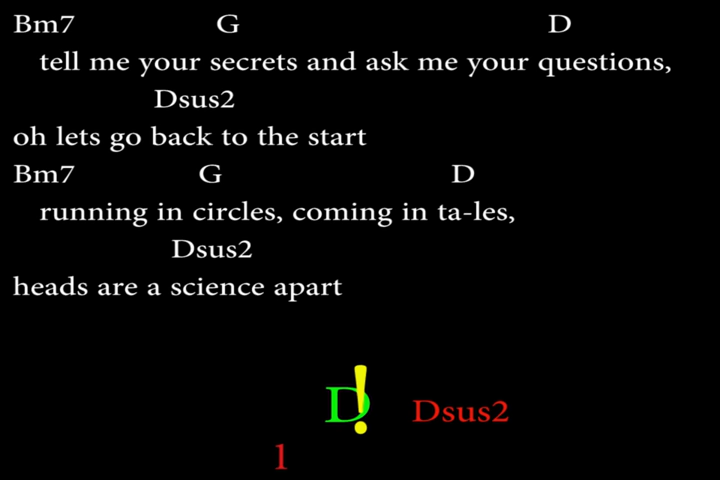 Bm7 G D
tell me your secrets and ask me your questions,
Dsus2
oh lets go back to the start
Bm7 G D
running in circles, coming in ta-les,
Dsus2
heads are a science apart
D! Dsus2
1